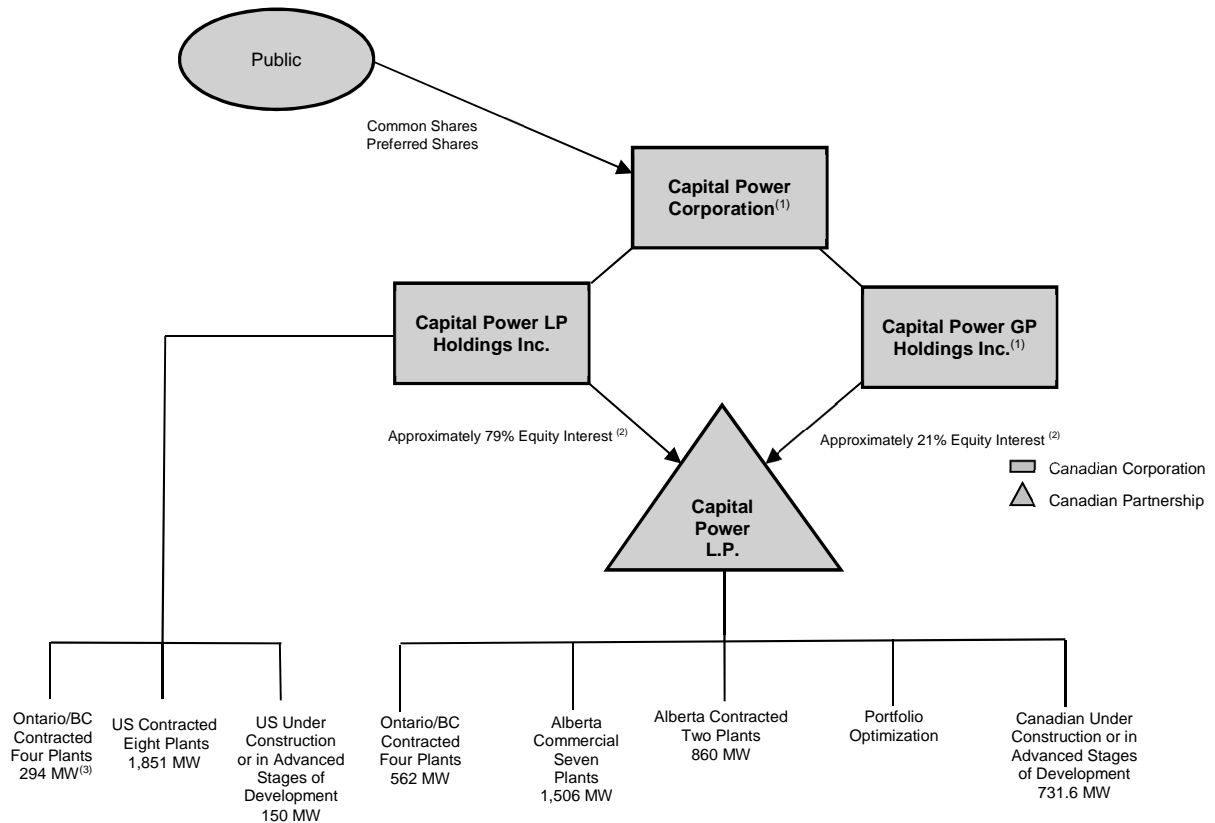 Public
Common Shares
Preferred Shares
Capital Power
Corporation(1)
Capital Power LP
Holdings Inc.
Capital Power GP
Holdings Inc.(1)
Approximately 79% Equity Interest (2)
Approximately 21% Equity Interest (2)
Canadian Corporation
Canadian Partnership
Capital
Power
L.P.
Ontario/BC
Contracted
Four Plants
294 MW(3)
US Contracted
Eight Plants
1,851 MW
US Under
Construction
or in Advanced
Stages of
Development
150 MW
Ontario/BC
Contracted
Four Plants
562 MW
Alberta
Commercial
Seven
Plants
1,506 MW
Alberta Contracted
Two Plants
860 MW
Portfolio
Optimization
Canadian Under
Construction or in
Advanced Stages
of Development
731.6 MW